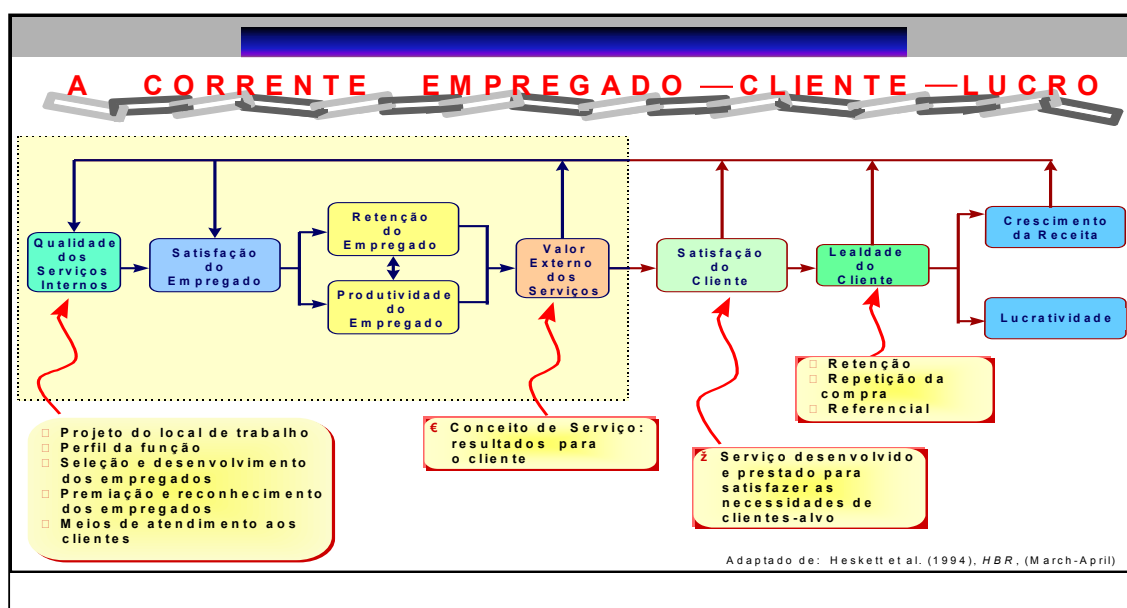 A CORRENTE EMPREGADO — CLIENTE — LUCRO
Qualidade
dos
Serviços
Internos
Satisfação
do
Empregado
Retenção
do
Empregado
Produtividade
do
Empregado
Valor
Externo
dos
Serviços
Satisfação
do
Cliente
Lealdade
do
Cliente
Crescimento
da Receita
Lucratividade
□ Projeto do local de trabalho
□ Perfil da função
□ Seleção e desenvolvimento
dos empregados
□ Premiação e reconhecimento
dos empregados
□ Meios de atendimento aos
clientes
€ Conceito de Serviço:
resultados para
o cliente
ž Serviço desenvolvido
e prestado para
satisfazer as
necessidades de
clientes-alvo
□ Retenção
□ Repetição da
compra
□ Referencial
Adaptado de: Heskett et al. (1994), HBR, (March-April)